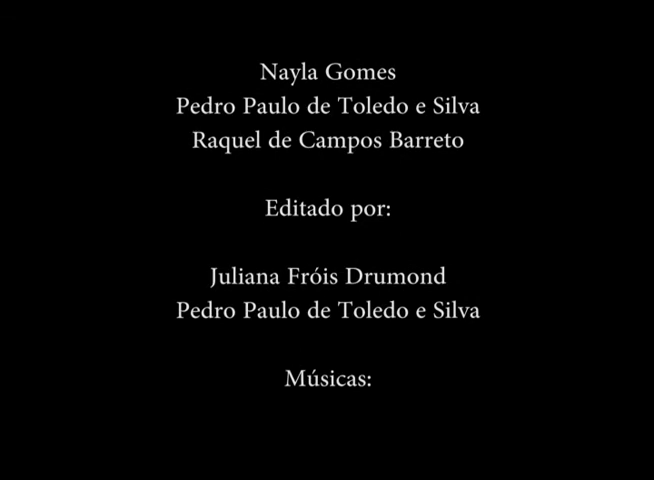 Nayla Gomes
Pedro Paulo de Toledo e Silva
Raquel de Campos Barreto
Editado por:
Juliana Fróis Drumond
Pedro Paulo de Toledo e Silva
Músicas: